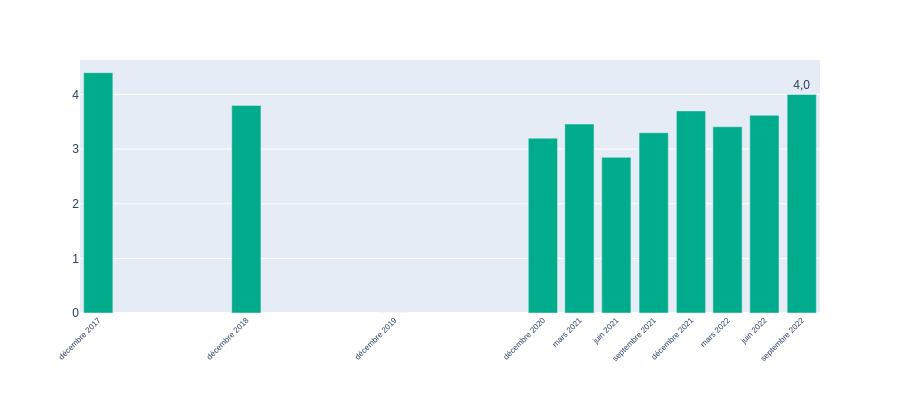 4,0
4
3
2
1
0
décembre 2017
décembre 2018
décembre 2019
décembre 2020
mars 2021
juin 2021
septembre 2021
décembre 2021
mars 2022
juin 2022
septembre 2022